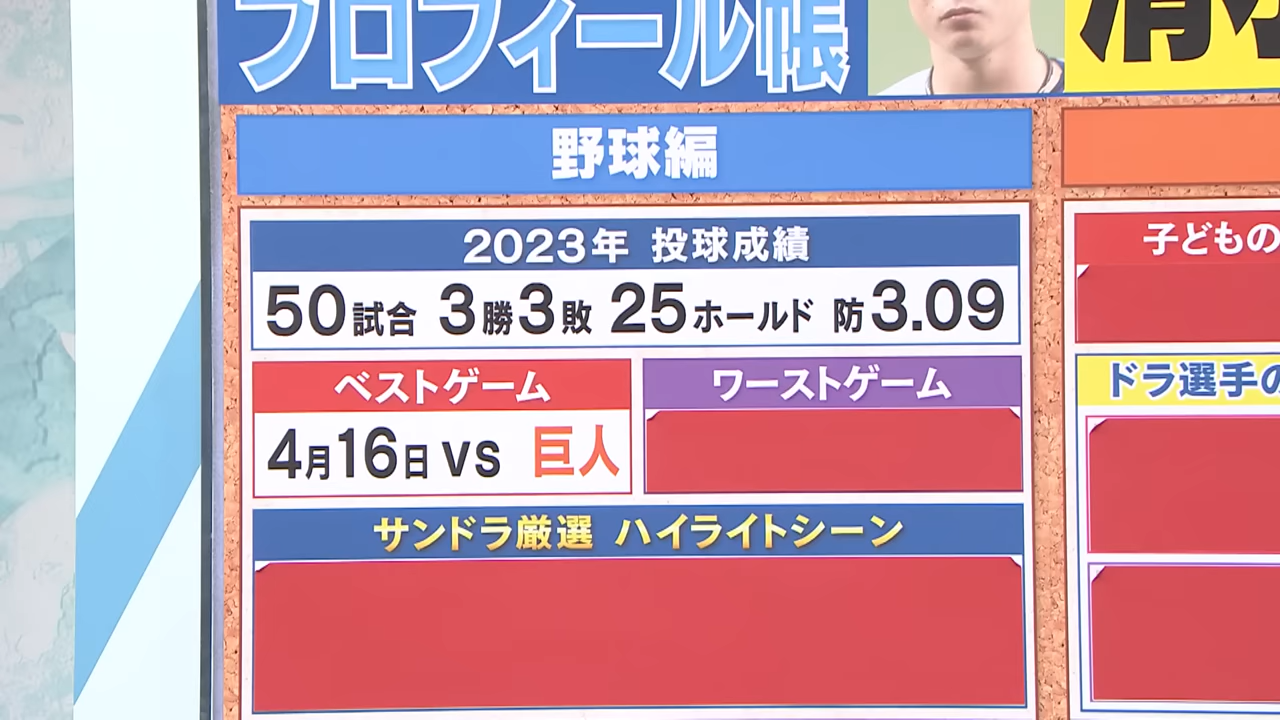 プロフィール帳
清
野球編
2023年 投球成績
50試合 3勝3敗 25ホールド 防3.09
ベストゲーム
ワーストゲーム
4月16日 VS 巨人
サンドラ厳選 ハイライトシーン
子どもの
ドラ選手の